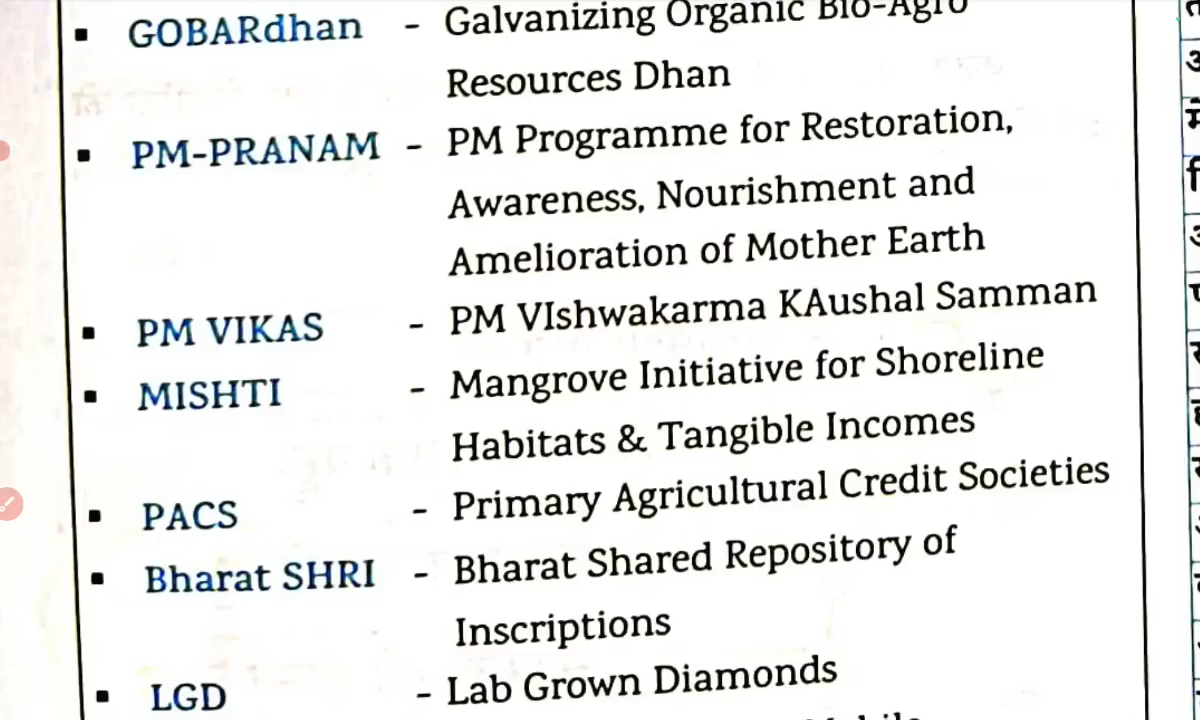 ▪ GOBARdhan - Galvanizing Organic Bio-Agro
Resources Dhan
▪ PM-PRANAM - PM Programme for Restoration,
Awareness, Nourishment and
Amelioration of Mother Earth
▪ PM VIKAS - PM VIshwakarma KAushal Samman
▪ MISHTI - Mangrove Initiative for Shoreline
Habitats & Tangible Incomes
▪ PACS - Primary Agricultural Credit Societies
▪ Bharat SHRI - Bharat Shared Repository of
Inscriptions
▪ LGD - Lab Grown Diamonds